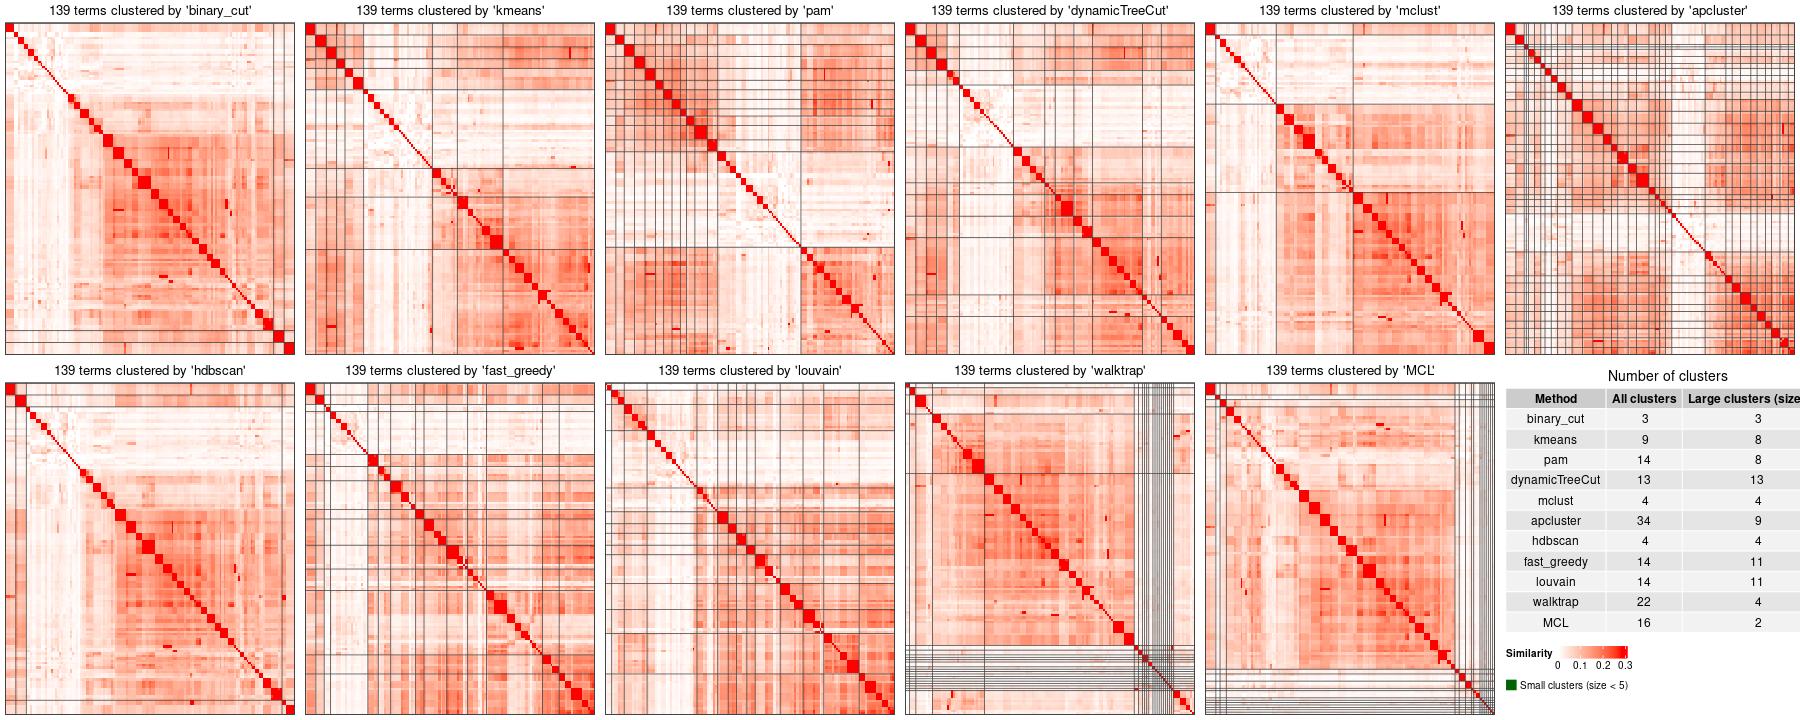 139 terms clustered by 'binary_cut'
139 terms clustered by 'kmeans'
139 terms clustered by 'pam'
139 terms clustered by 'dynamicTreeCut'
139 terms clustered by 'mclust'
139 terms clustered by 'apcluster'
139 terms clustered by 'hdbscan'
139 terms clustered by 'fast_greedy'
139 terms clustered by 'louvain'
139 terms clustered by 'walktrap'
139 terms clustered by 'MCL'
Number of clusters
Method All clusters Large clusters (size
binary_cut 3 3
kmeans 9 8
pam 14 8
dynamicTreeCut 13 13
mclust 4 4
apcluster 34 9
hdbscan 4 4
fast_greedy 14 11
louvain 14 11
walktrap 22 4
MCL 16 2
Similarity
0 0.1 0.2 0.3
Small clusters (size < 5)